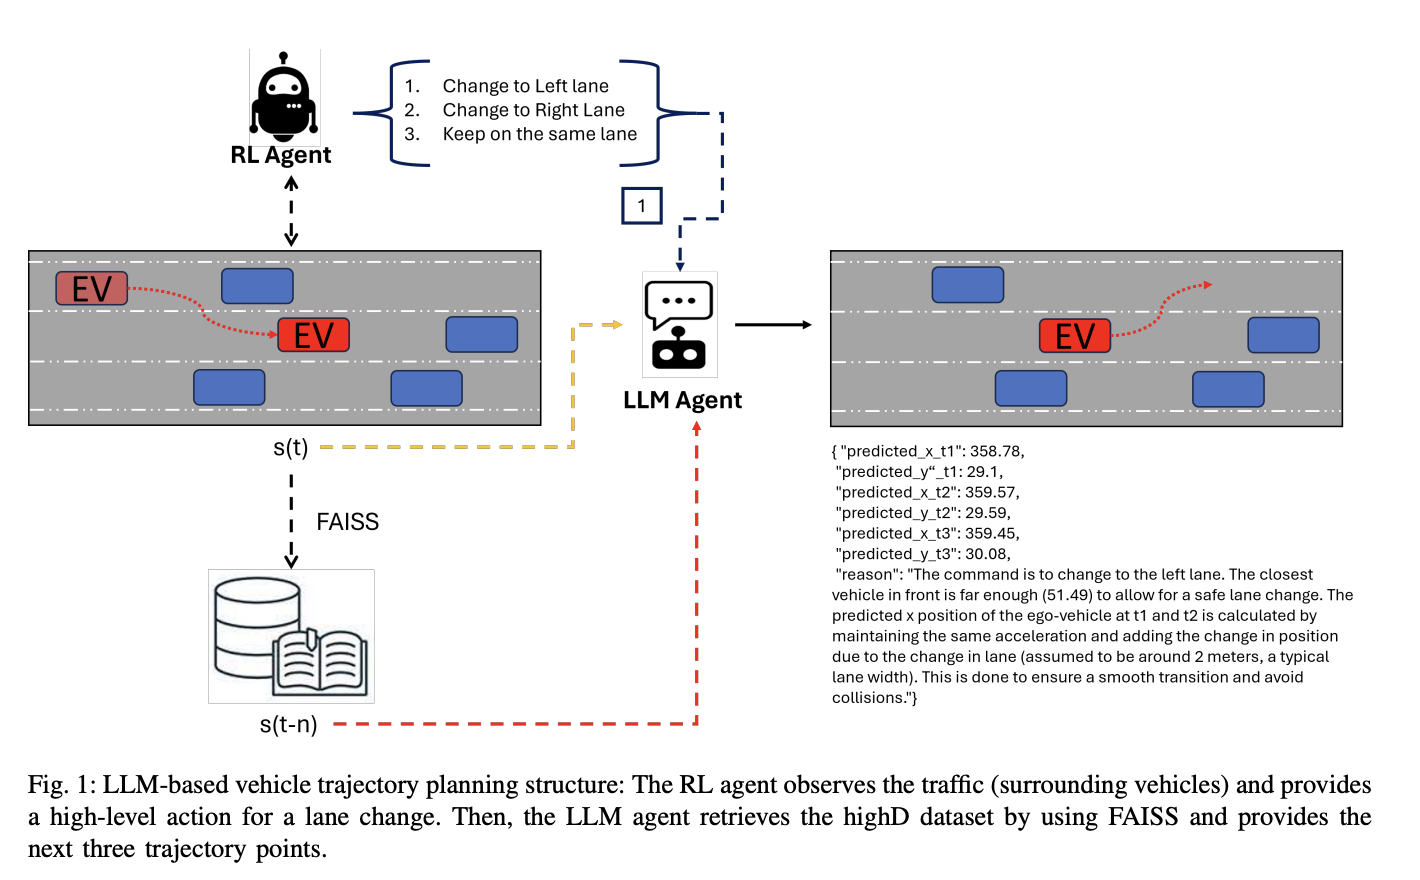 1. Change to Left lane
2. Change to Right Lane
3. Keep on the same lane
RL Agent
1
EV
EV
EV
LLM Agent
s(t)
FAISS
s(t-n)
{ "predicted_x_t1": 358.78,
"predicted_y“_t1: 29.1,
"predicted_x_t2": 359.57,
"predicted_y_t2": 29.59,
"predicted_x_t3": 359.45,
"predicted_y_t3": 30.08,
"reason": "The command is to change to the left lane. The closest
vehicle in front is far enough (51.49) to allow for a safe lane change. The
predicted x position of the ego-vehicle at t1 and t2 is calculated by
maintaining the same acceleration and adding the change in position
due to the change in lane (assumed to be around 2 meters, a typical
lane width). This is done to ensure a smooth transition and avoid
collisions."}
Fig. 1: LLM-based vehicle trajectory planning structure: The RL agent observes the traffic (surrounding vehicles) and provides
a high-level action for a lane change. Then, the LLM agent retrieves the highD dataset by using FAISS and provides the
next three trajectory points.